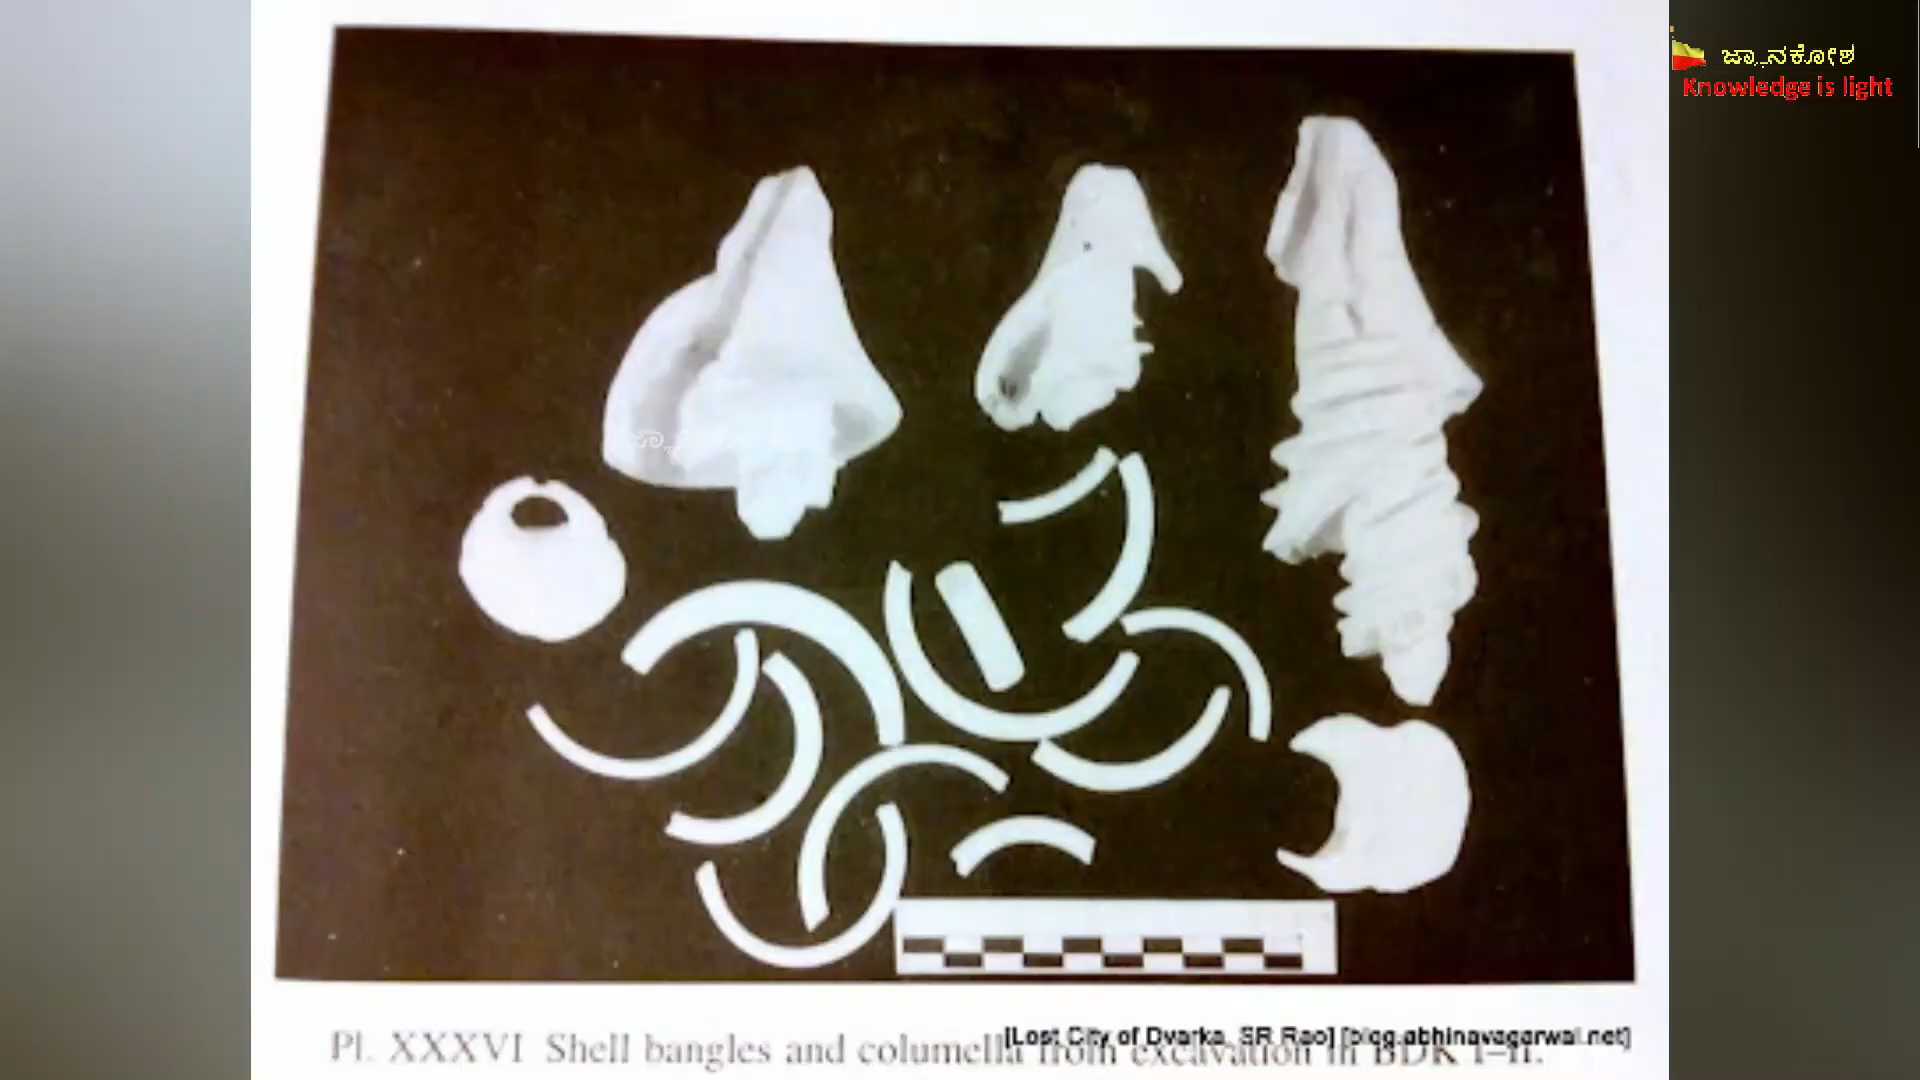 ಜ್ಞಾನಕೋಶ
Knowledge is light
Pl. XXXVI Shell bangles and columella from excavation in BDK I–II.
[Lost City of Dvarka, SR Rao] [blog.abhinavagarwal.net]